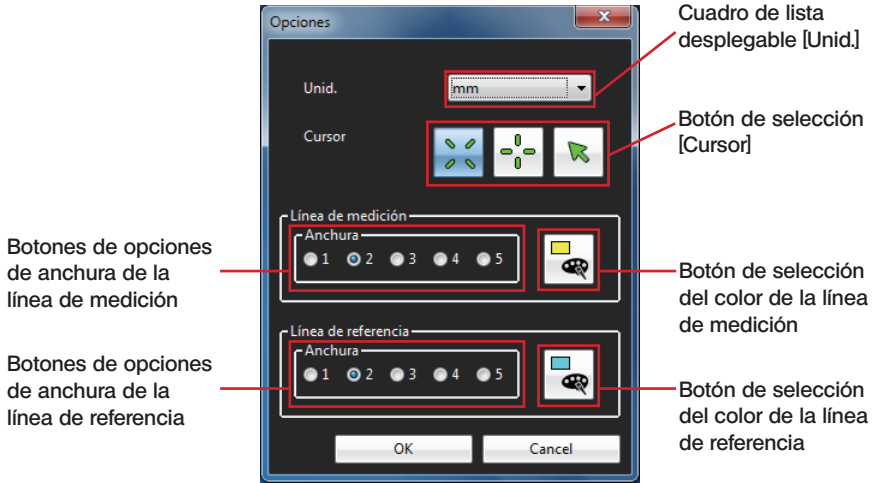 Opciones
Cuadro de lista
desplegable [Unid.]
Unid.
mm
Cursor
Botón de selección
[Cursor]
Línea de medición
Anchura
1 2 3 4 5
Botones de opciones
de anchura de la
línea de medición
Botón de selección
del color de la línea
de medición
Línea de referencia
Anchura
1 2 3 4 5
Botones de opciones
de anchura de la
línea de referencia
Botón de selección
del color de la línea
de referencia
OK
Cancel